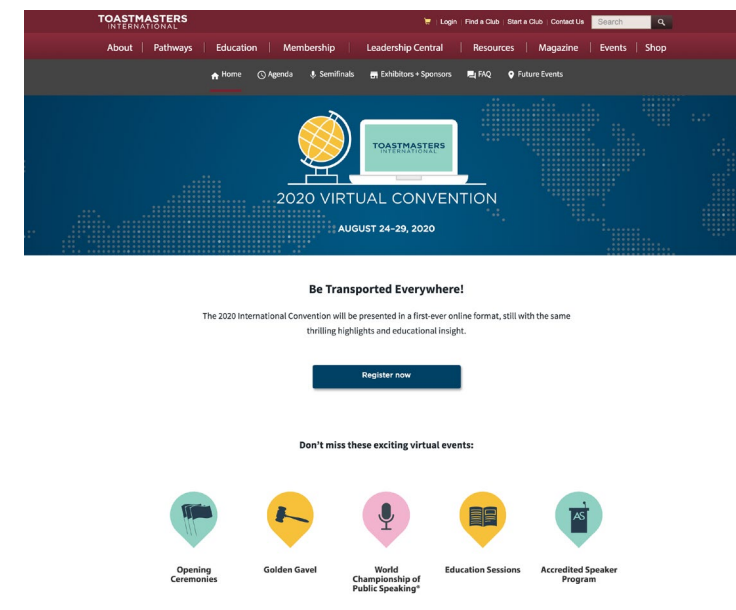 TOASTMASTERS
INTERNATIONAL
Login | Find a Club | Start a Club | Contact Us
Search
About | Pathways | Education | Membership | Leadership Central | Resources | Magazine | Events | Shop
Home Agenda Semifinals Exhibitors + Sponsors FAQ Future Events
TOASTMASTERS
INTERNATIONAL
2020 VIRTUAL CONVENTION
AUGUST 24–29, 2020
Be Transported Everywhere!
The 2020 International Convention will be presented in a first-ever online format, still with the same
thrilling highlights and educational insight.
Register now
Don't miss these exciting virtual events:
AS
Opening
Ceremonies
Golden Gavel
World
Championship of
Public Speaking®
Education Sessions
Accredited Speaker
Program